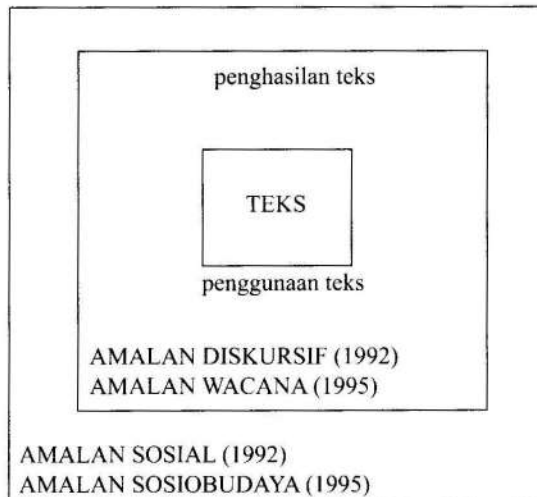 penghasilan teks
TEKS
penggunaan teks
AMALAN DISKURSIF (1992)
AMALAN WACANA (1995)
AMALAN SOSIAL (1992)
AMALAN SOSIOBUDAYA (1995)